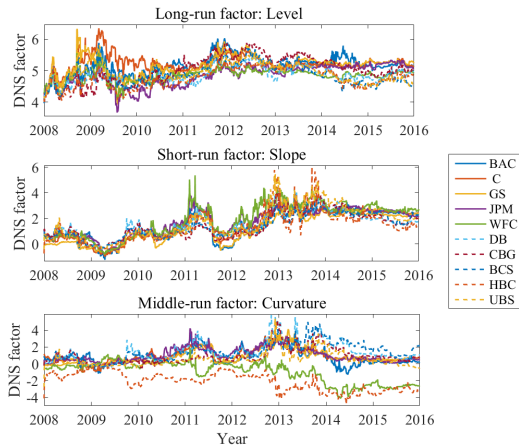 Long-run factor: Level
DNS factor
6
5
4
2008 2009 2010 2011 2012 2013 2014 2015 2016
Short-run factor: Slope
DNS factor
6
4
2
0
2008 2009 2010 2011 2012 2013 2014 2015 2016
Middle-run factor: Curvature
DNS factor
4
2
0
-2
-4
2008 2009 2010 2011 2012 2013 2014 2015 2016
Year
BAC
C
GS
JPM
WFC
DB
CBG
BCS
HBC
UBS